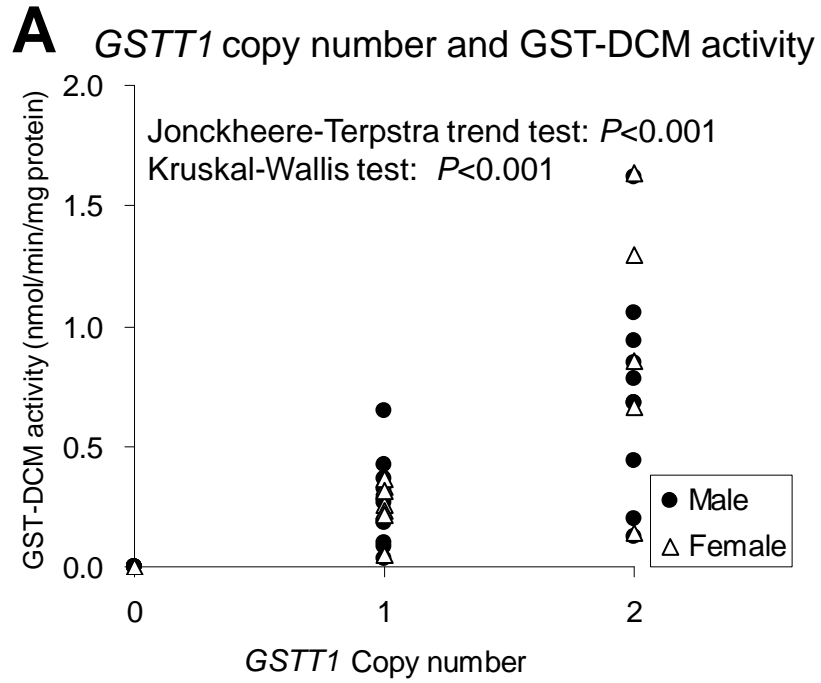 A
GSTT1 copy number and GST-DCM activity
2.0
Jonckheere-Terpstra trend test: P<0.001
Kruskal-Wallis test: P<0.001
1.5
1.0
0.5
0.0
GST-DCM activity (nmol/min/mg protein)
Male
Female
0 1 2
GSTT1 Copy number